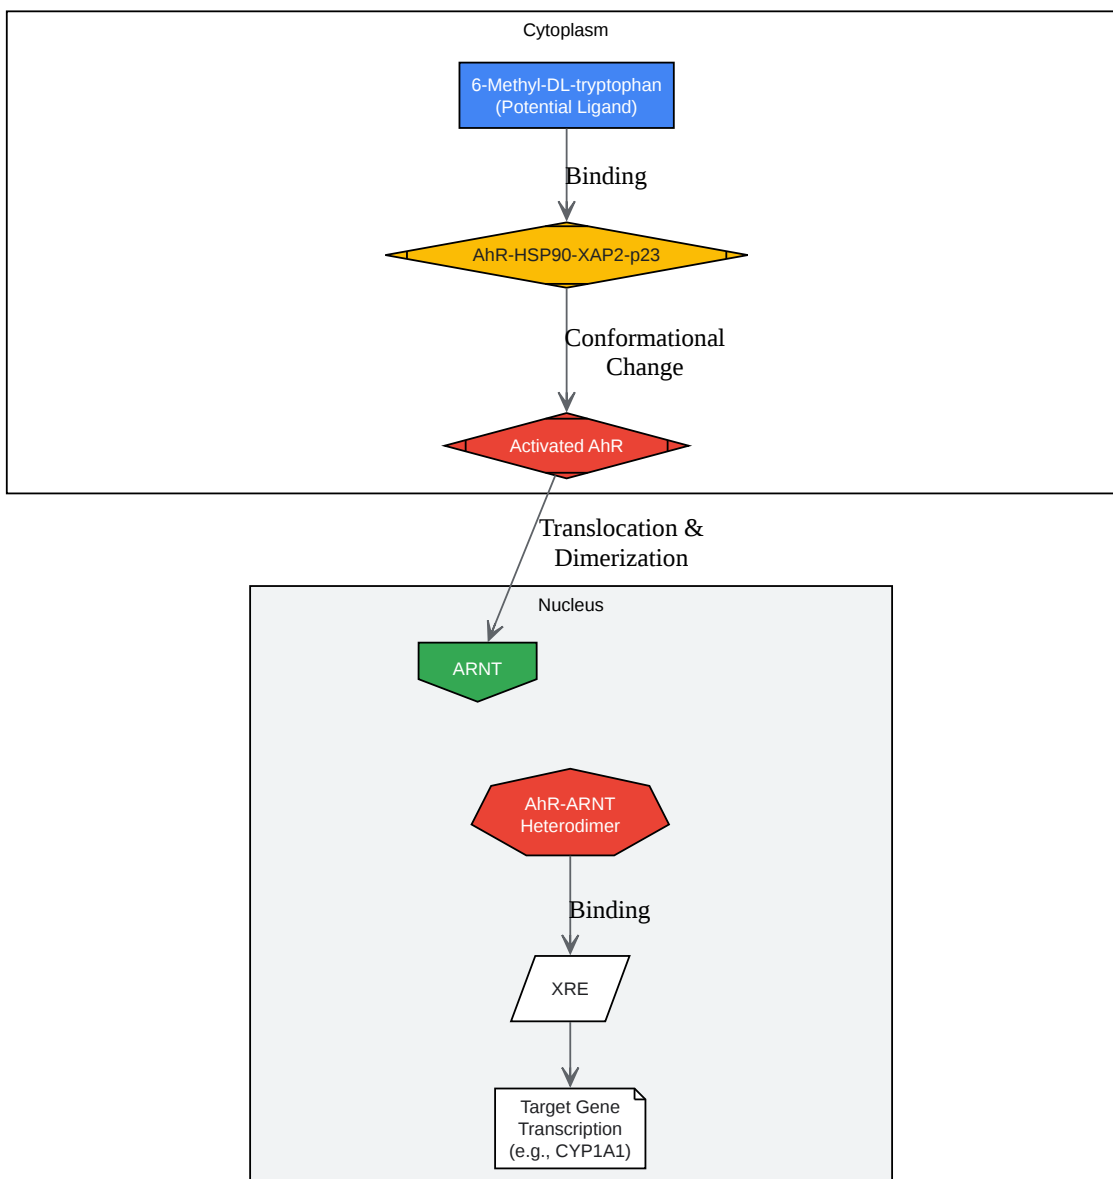 Cytoplasm
6-Methyl-DL-tryptophan
(Potential Ligand)
Binding
AhR-HSP90-XAP2-p23
Conformational
Change
Activated AhR
Translocation &
Dimerization
Nucleus
ARNT
AhR-ARNT
Heterodimer
Binding
XRE
Target Gene
Transcription
(e.g., CYP1A1)